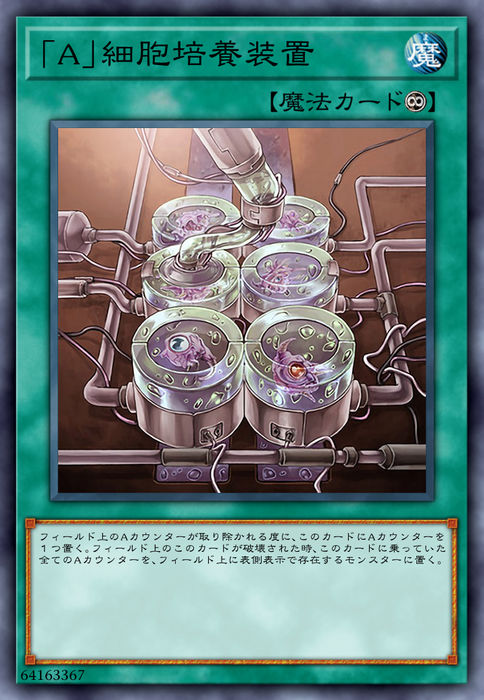 「A」細胞培養装置
魔
【魔法カード】
フィールド上のAカウンターが取り除かれる度に、このカードにAカウンターを
1つ置く。フィールド上のこのカードが破壊された時、このカードに乗っていた
全てのAカウンターを、フィールド上に表側表示で存在するモンスターに置く。
64163367